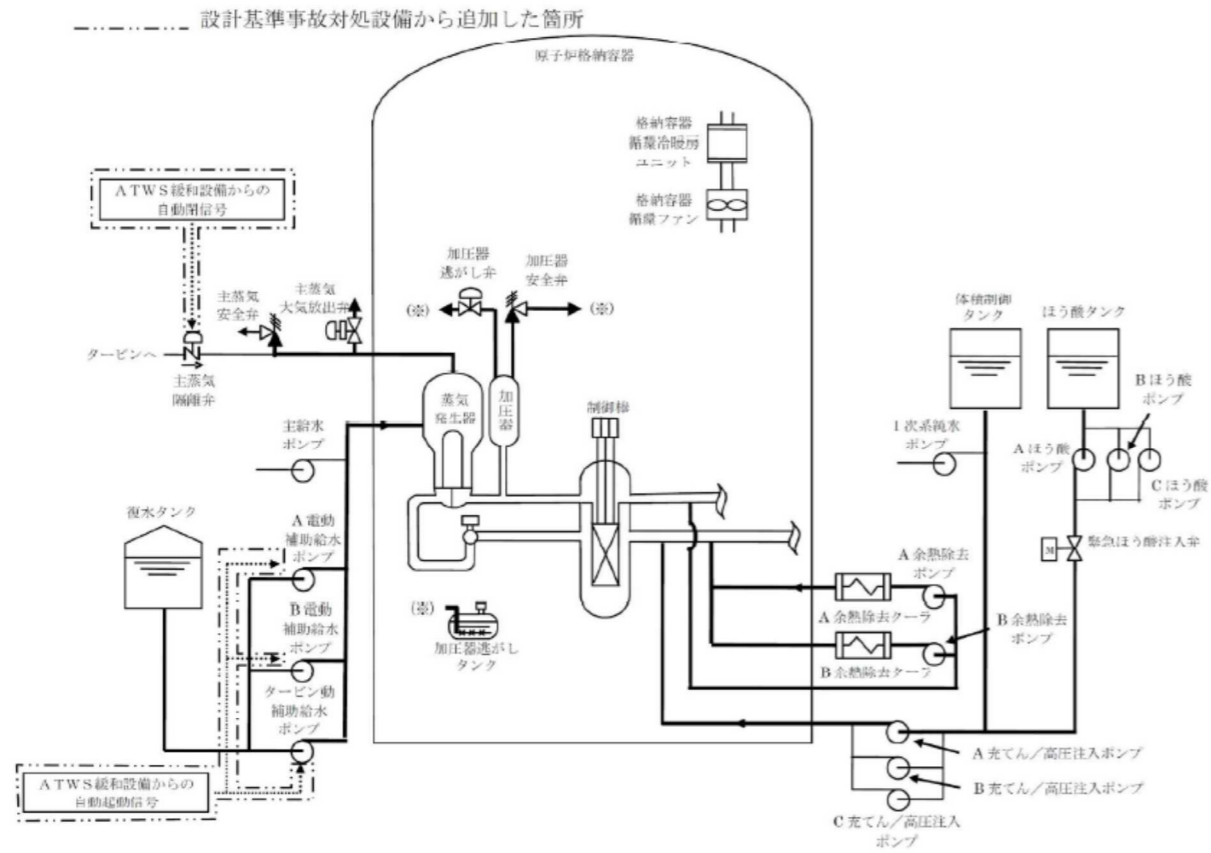 設計基準事故対処設備から追加した箇所
原子炉格納容器
格納容器
循環冷暖房
ユニット
格納容器
循環ファン
ATWS緩和設備からの
自動閉信号
主蒸気
安全弁
主蒸気
大気放出弁
加圧器
逃がし弁
加圧器
安全弁
(※)
(※)
タービンへ
主蒸気
隔離弁
蒸気
発生器
加圧器
制御棒
体積制御
タンク
ほう酸タンク
Bほう酸
ポンプ
主給水
ポンプ
1次系純水
ポンプ
Aほう酸
ポンプ
Cほう酸
ポンプ
復水タンク
A電動
補助給水
ポンプ
M
緊急ほう酸注入弁
A余熱除去
ポンプ
B電動
補助給水
ポンプ
(※)
加圧器逃がし
タンク
A余熱除去クーラ
B余熱除去
ポンプ
B余熱除去クーラ
タービン動
補助給水
ポンプ
A充てん/高圧注入ポンプ
B充てん/高圧注入ポンプ
C充てん/高圧注入
ポンプ
ATWS緩和設備からの
自動起動信号